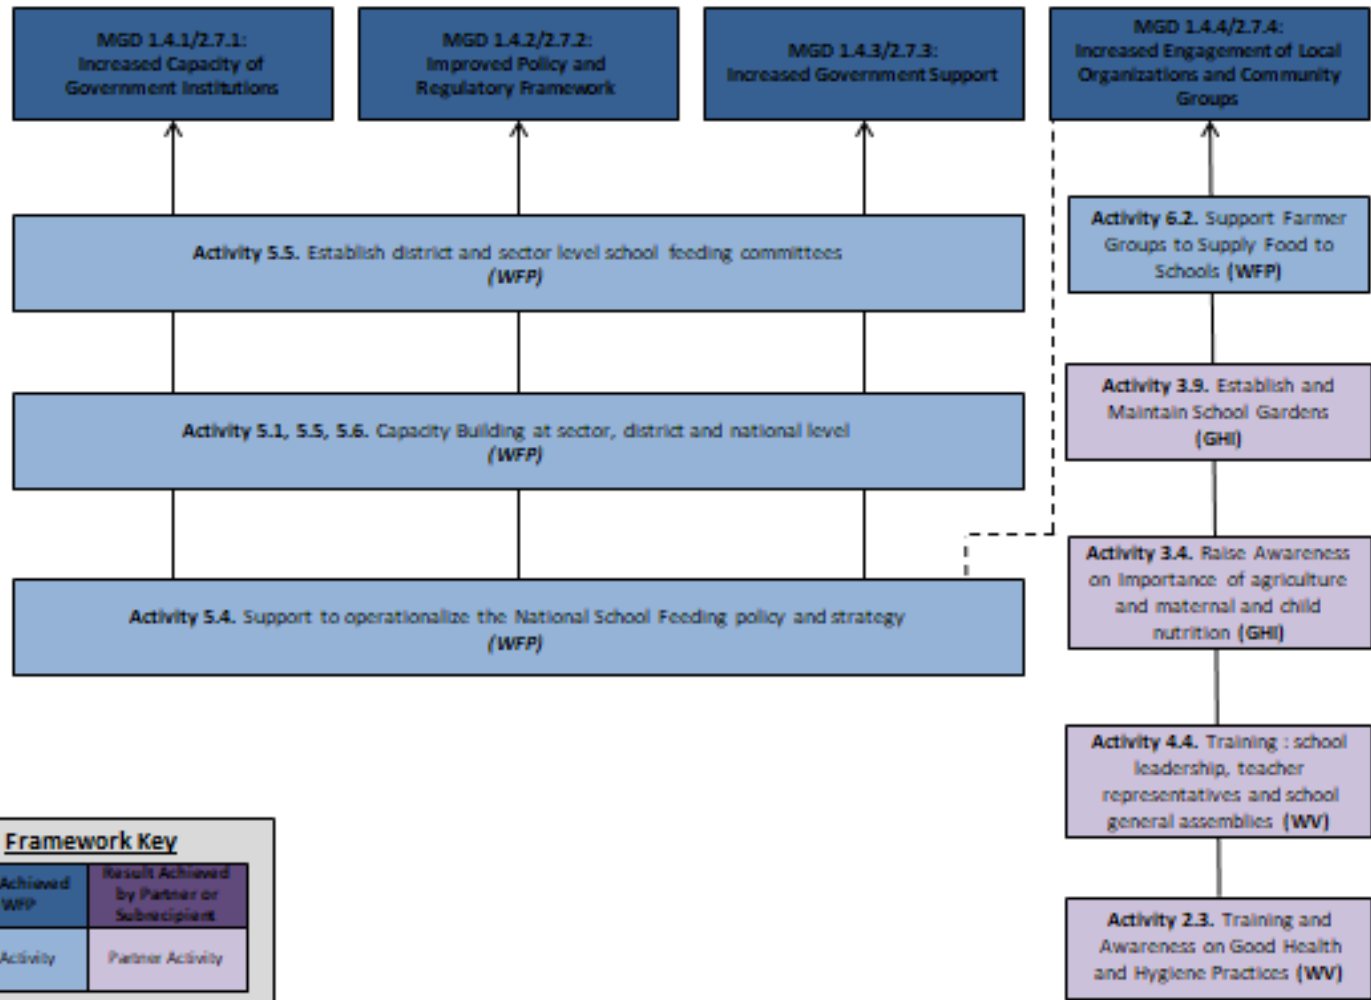 MGD 1.4.1/2.7.1:
Increased Capacity of
Government Institutions
MGD 1.4.2/2.7.2:
Improved Policy and
Regulatory Framework
MGD 1.4.3/2.7.3:
Increased Government Support
MGD 1.4.4/2.7.4:
Increased Engagement of Local
Organizations and Community
Groups
Activity 5.5. Establish district and sector level school feeding committees
(WFP)
Activity 5.1, 5.5, 5.6. Capacity Building at sector, district and national level
(WFP)
Activity 5.4. Support to operationalize the National School Feeding policy and strategy
(WFP)
Activity 6.2. Support Farmer
Groups to Supply Food to
Schools (WFP)
Activity 3.9. Establish and
Maintain School Gardens
(GHI)
Activity 3.4. Raise Awareness
on Importance of agriculture
and maternal and child
nutrition (GHI)
Activity 4.4. Training : school
leadership, teacher
representatives and school
general assemblies (WV)
Activity 2.3. Training and
Awareness on Good Health
and Hygiene Practices (WV)
Framework Key
Achieved
WFP
Result Achieved
by Partner or
Subrecipient
Activity
Partner Activity